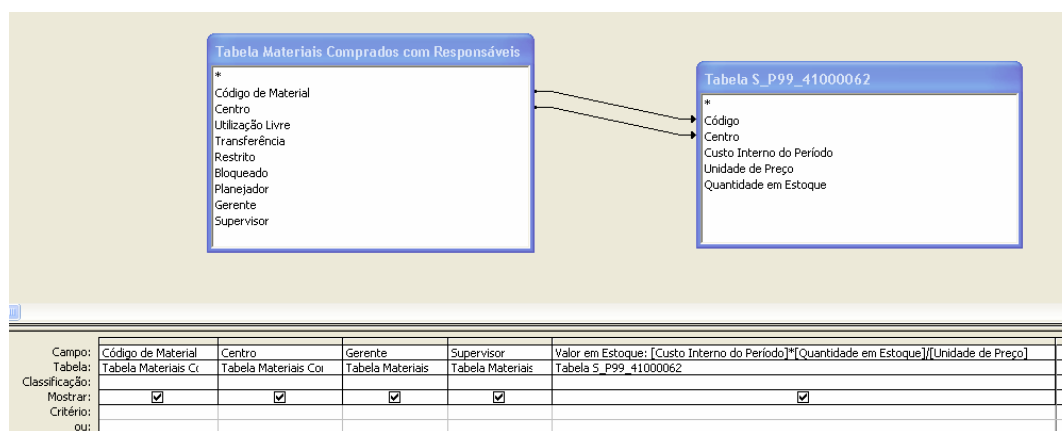 Tabela Materiais Comprados com Responsáveis
*
Código de Material
Centro
Utilização Livre
Transferência
Restrito
Bloqueado
Planejador
Gerente
Supervisor
Tabela S_P99_41000062
*
Código
Centro
Custo Interno do Período
Unidade de Preço
Quantidade em Estoque
Campo: Código de Material Centro Gerente Supervisor Valor em Estoque: [Custo Interno do Período]*[Quantidade em Estoque]/[Unidade de Preço]
Tabela: Tabela Materiais Tabela Materiais Tabela Materiais Tabela Materiais Tabela S_P99_41000062
Classificação:
Mostrar:
Critério:
ou: